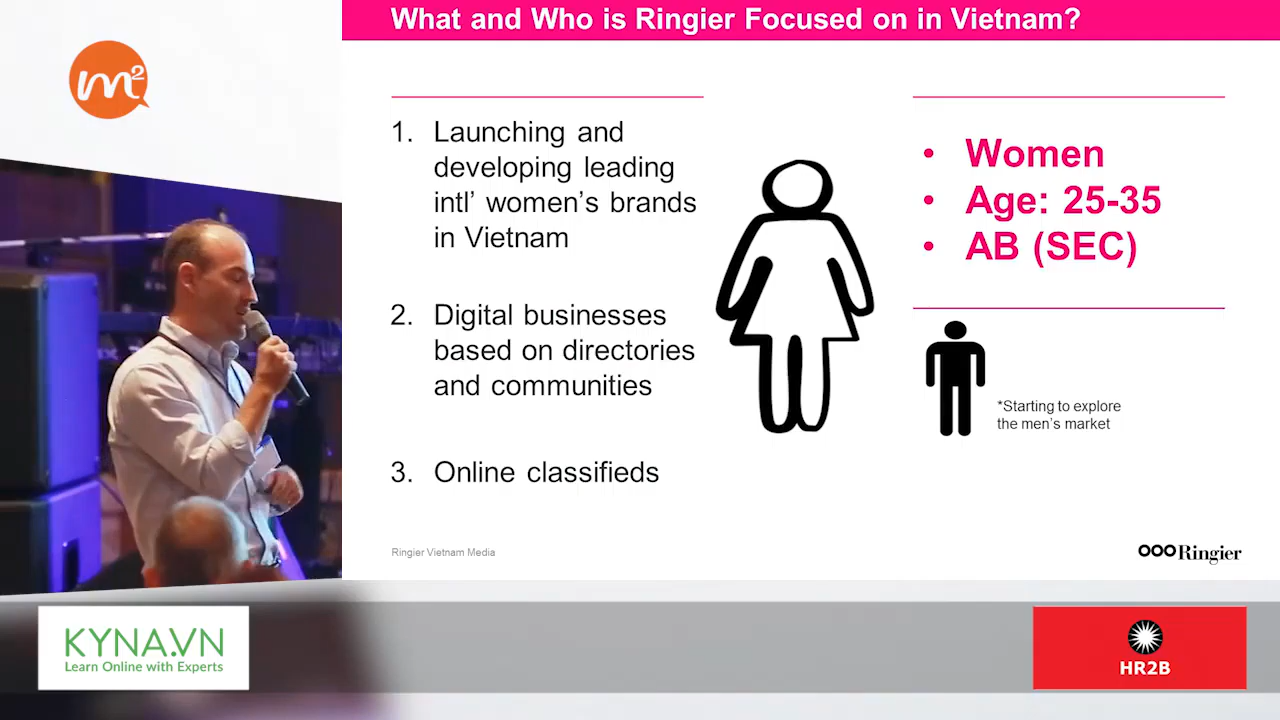 What and Who is Ringier Focused on in Vietnam?
m²
1. Launching and
developing leading
intl’ women’s brands
in Vietnam
2. Digital businesses
based on directories
and communities
3. Online classifieds
• Women
• Age: 25-35
• AB (SEC)
*Starting to explore
the men’s market
Ringier Vietnam Media
Ringier
KYNA.VN
Learn Online with Experts
HR2B